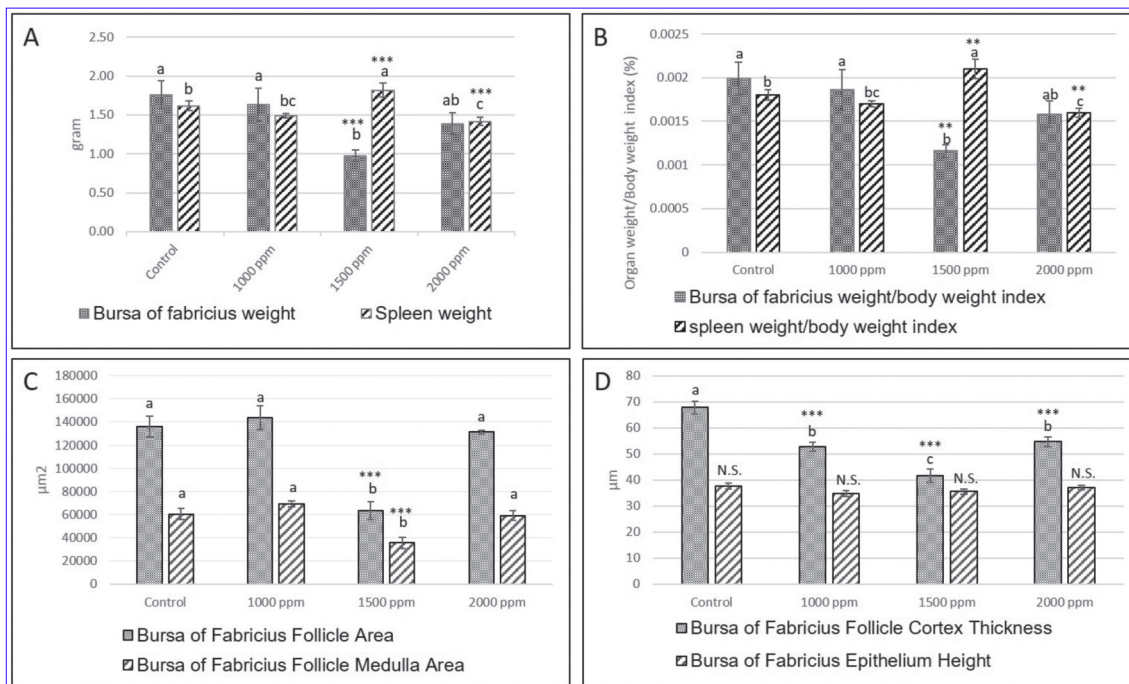 A
2.50
2.00
1.50
1.00
0.50
0.00
gram
a
b
a
bc
***
b
***
a
ab
***
c
Control
1000 ppm
1500 ppm
2000 ppm
Bursa of fabricius weight
Spleen weight
B
0.0025
0.002
0.0015
0.001
0.0005
0
Organ weight/Body weight index (%)
a
b
a
bc
**
b
**
a
ab
**
c
Control
1000 ppm
1500 ppm
2000 ppm
Bursa of fabricius weight/body weight index
spleen weight/body weight index
C
180000
160000
140000
120000
100000
80000
60000
40000
20000
0
µm2
a
a
a
a
***
b
***
b
a
a
Control
1000 ppm
1500 ppm
2000 ppm
Bursa of Fabricius Follicle Area
Bursa of Fabricius Follicle Medulla Area
D
80
70
60
50
40
30
20
10
0
µm
a
N.S.
***
b
N.S.
***
c
N.S.
***
b
N.S.
Control
1000 ppm
1500 ppm
2000 ppm
Bursa of Fabricius Follicle Cortex Thickness
Bursa of Fabricius Epithelium Height